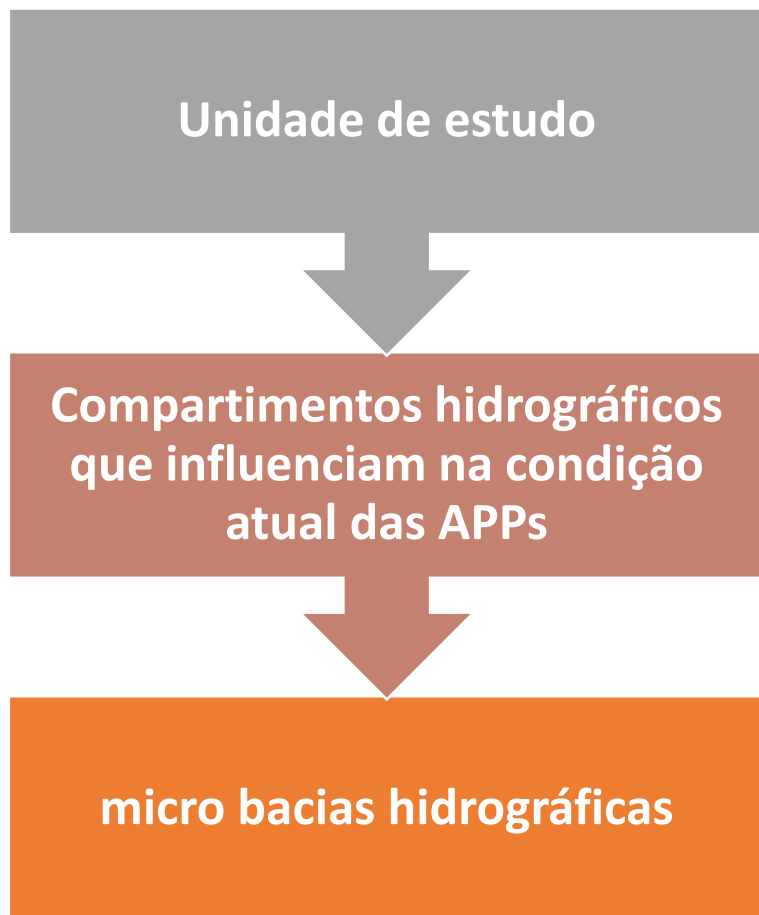 Unidade de estudo
Compartimentos hidrográficos
que influenciam na condição
atual das APPs
micro bacias hidrográficas